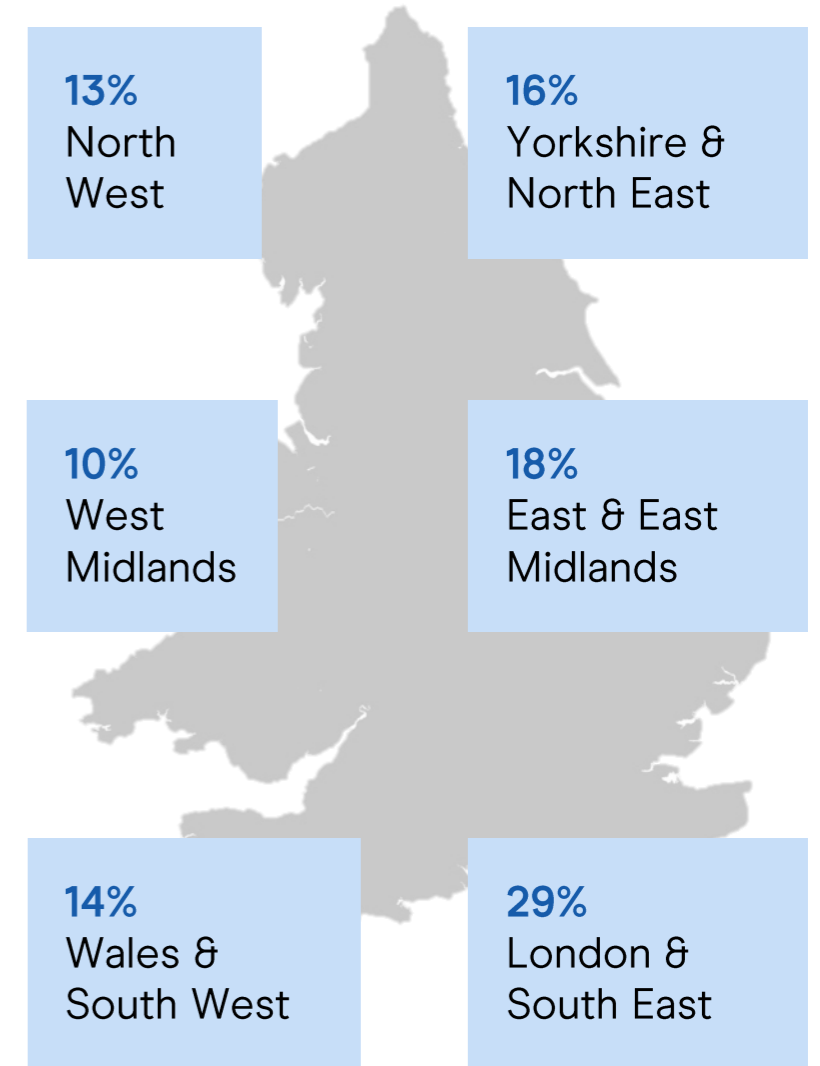 13%
North
West
16%
Yorkshire &
North East
10%
West
Midlands
18%
East & East
Midlands
14%
Wales &
South West
29%
London &
South East